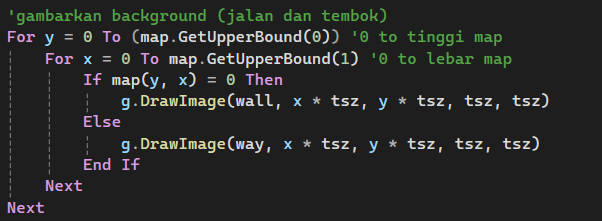 'gambarkan background (jalan dan tembok)
For y = 0 To (map.GetUpperBound(0)) '0 to tinggi map
For x = 0 To map.GetUpperBound(1) '0 to lebar map
If map(y, x) = 0 Then
g.DrawImage(wall, x * tsz, y * tsz, tsz, tsz)
Else
g.DrawImage(way, x * tsz, y * tsz, tsz, tsz)
End If
Next
Next